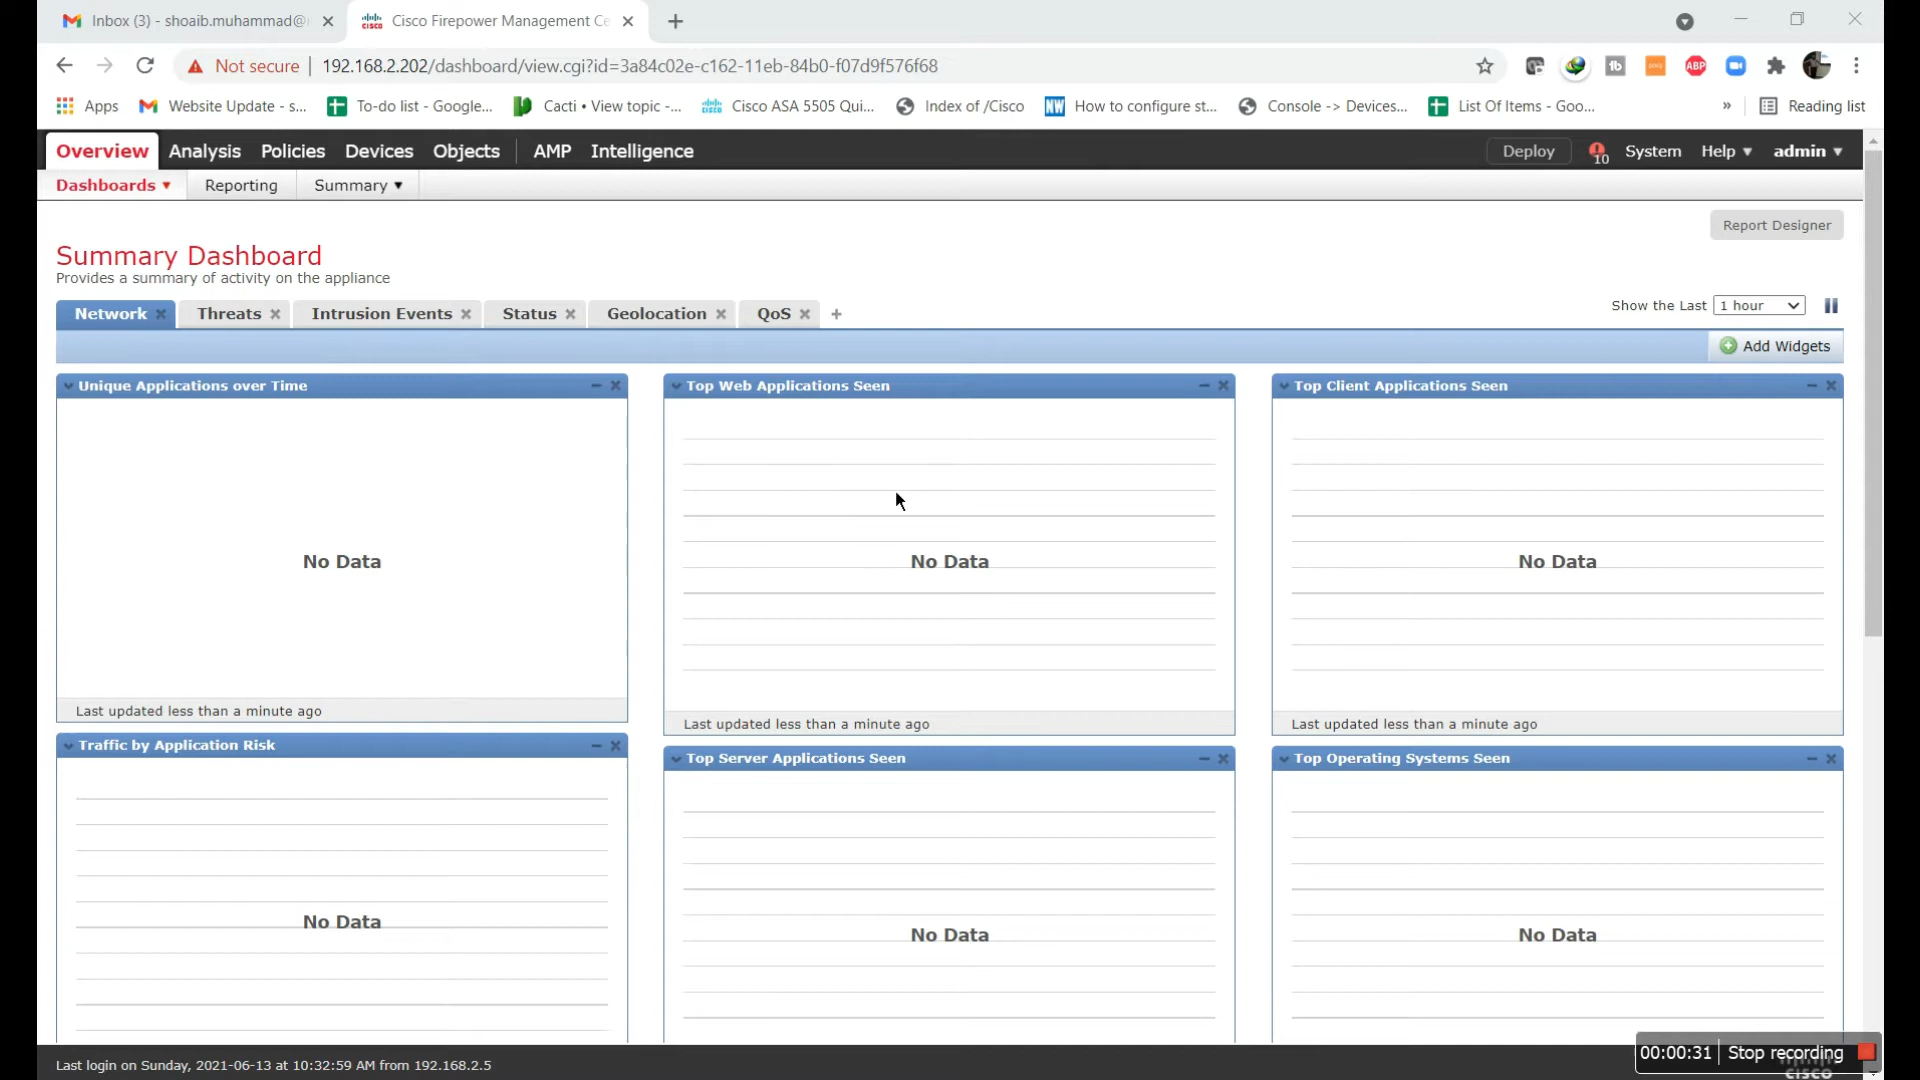 Inbox (3) - shoaib.muhammad@
Cisco Firepower Management Ce
Not secure | 192.168.2.202/dashboard/view.cgi?id=3a84c02e-c162-11eb-84b0-f07d9f576f68
ABP
Apps Website Update - s... To-do list - Google... Cacti • View topic -... Cisco ASA 5505 Qui... Index of /Cisco NW How to configure st... Console -> Devices... List Of Items - Goo... » Reading list
Overview Analysis Policies Devices Objects AMP Intelligence Deploy 10 System Help admin
Dashboards Reporting Summary
Report Designer
Summary Dashboard
Provides a summary of activity on the appliance
Network Threats Intrusion Events Status Geolocation QoS Show the Last 1 hour
Add Widgets
Unique Applications over Time
No Data
Last updated less than a minute ago
Top Web Applications Seen
No Data
Last updated less than a minute ago
Top Client Applications Seen
No Data
Last updated less than a minute ago
Traffic by Application Risk
No Data
Top Server Applications Seen
No Data
Top Operating Systems Seen
No Data
Last login on Sunday, 2021-06-13 at 10:32:59 AM from 192.168.2.5
00:00:31 | Stop recording
cisco